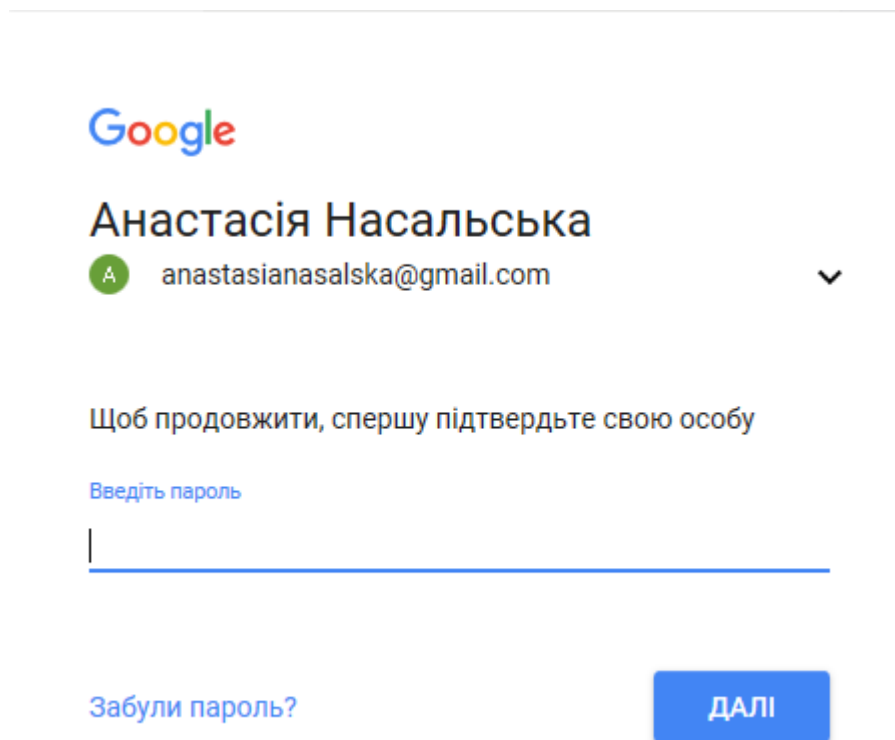 Google
Анастасія Насальська
А anastasianasalska@gmail.com
Щоб продовжити, спершу підтвердьте свою особу
Введіть пароль
Забули пароль? ДАЛІ